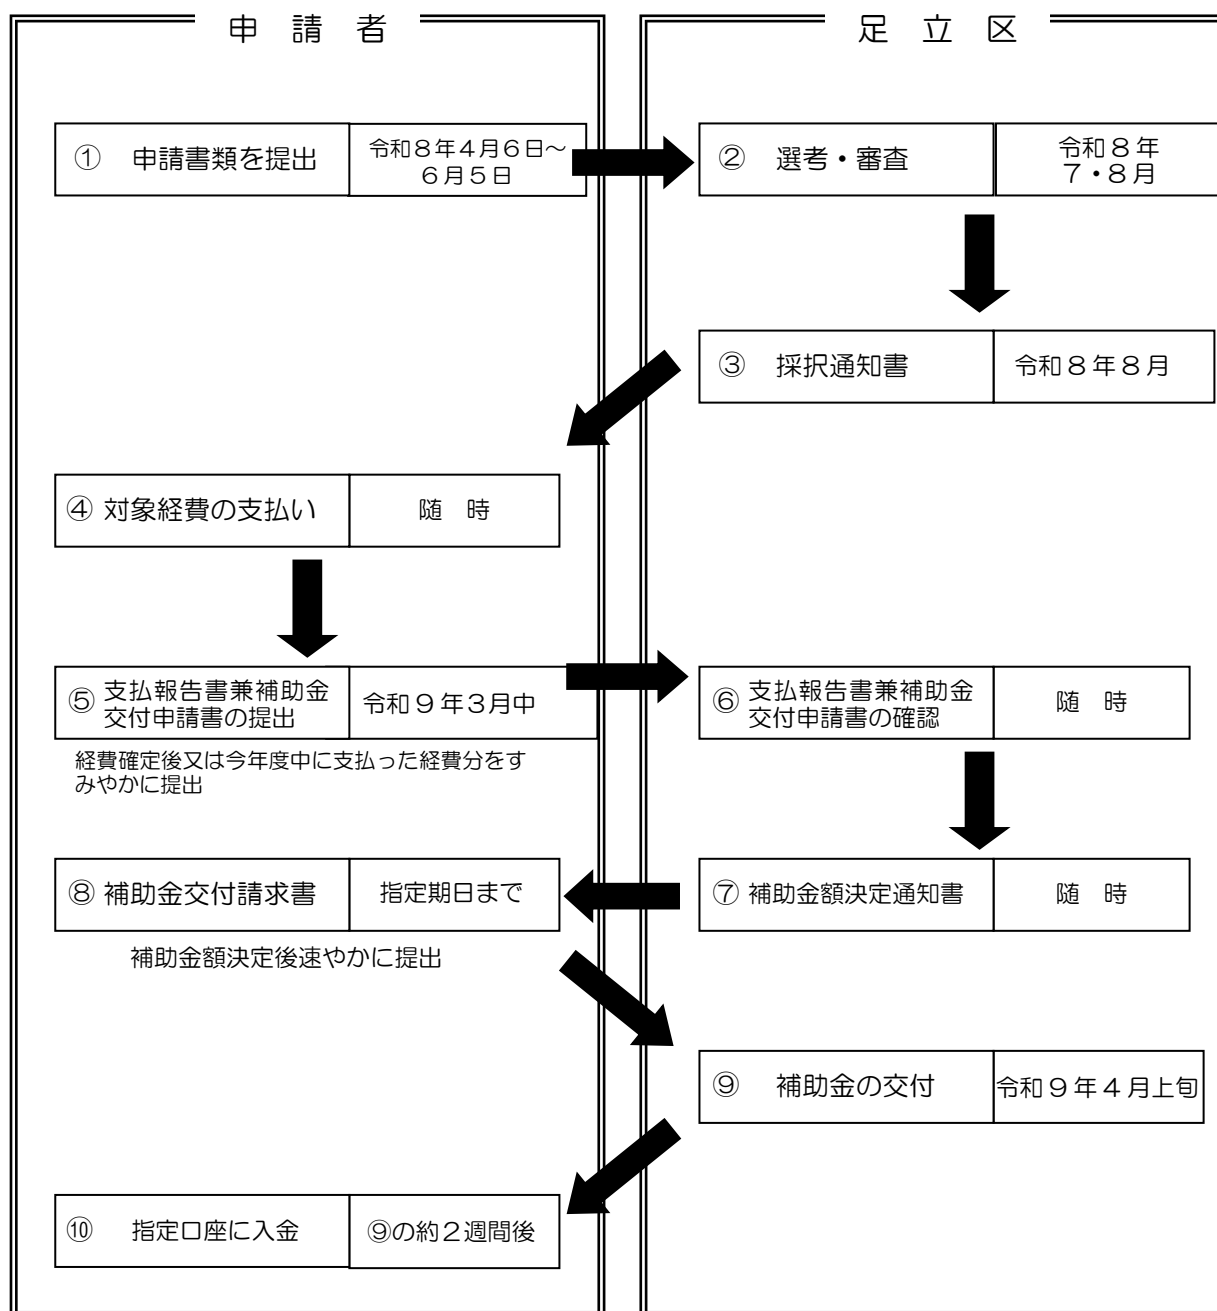 申　請　者
足　立　区
①　申請書類を提出
令和８年４月６日～
６月５日
②　選考・審査
令和８年
７・８月
③　採択通知書
令和８年８月
④ 対象経費の支払い
随　時
⑤ 支払報告書兼補助金
交付申請書の提出
令和９年３月中
経費確定後又は今年度中に支払った経費分をす
みやかに提出
⑥ 支払報告書兼補助金
交付申請書の確認
随　時
⑦ 補助金額決定通知書
随　時
⑧ 補助金交付請求書
指定期日まで
補助金額決定後速やかに提出
⑨　補助金の交付
令和９年４月上旬
⑩　指定口座に入金
⑨の約２週間後